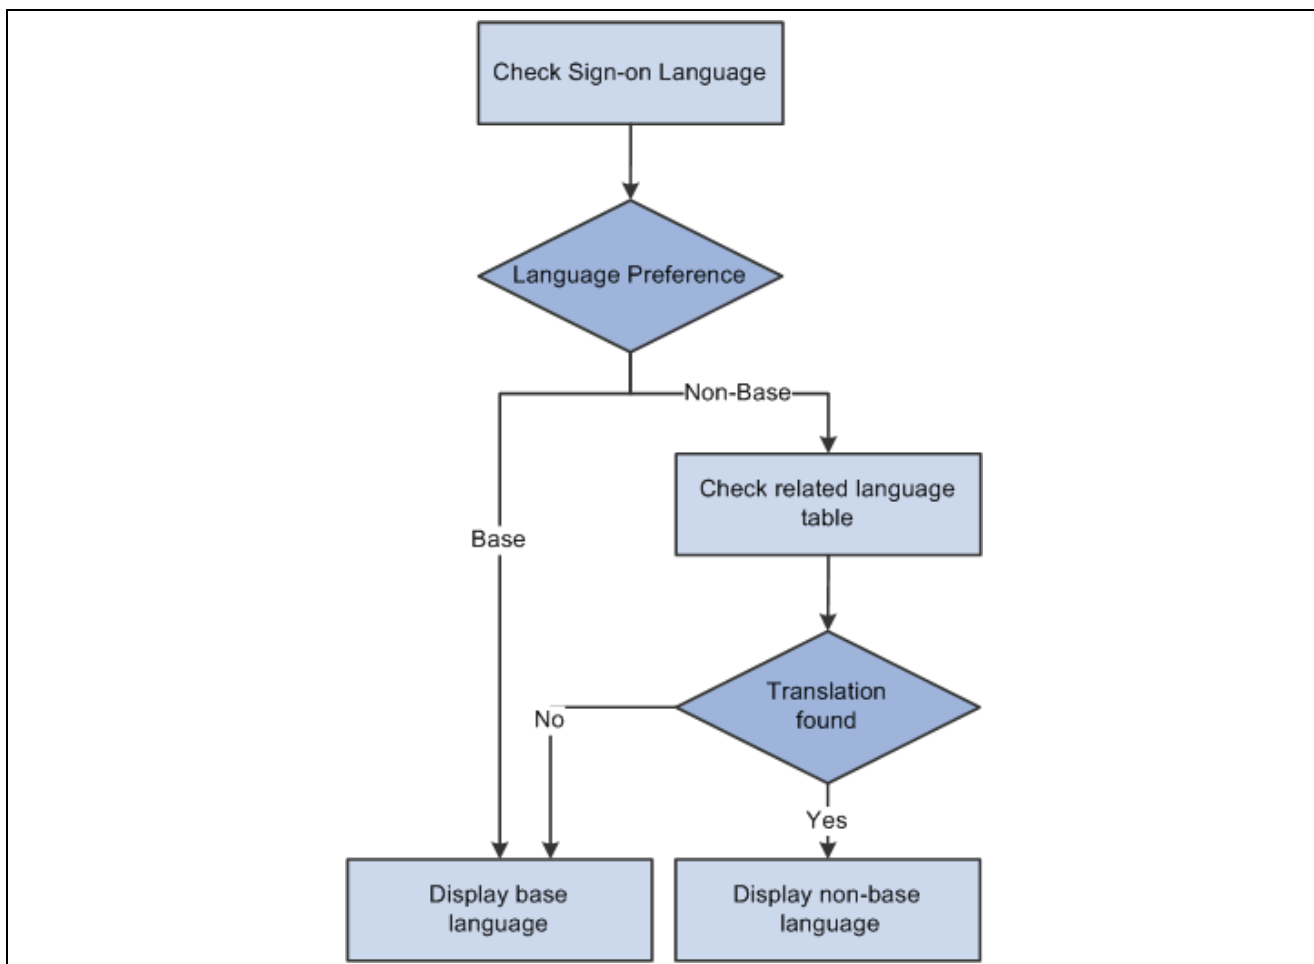 Check Sign-on Language
Language Preference
Non-Base
Check related language
table
Base
Translation
found
No
Yes
Display base
language
Display non-base
language